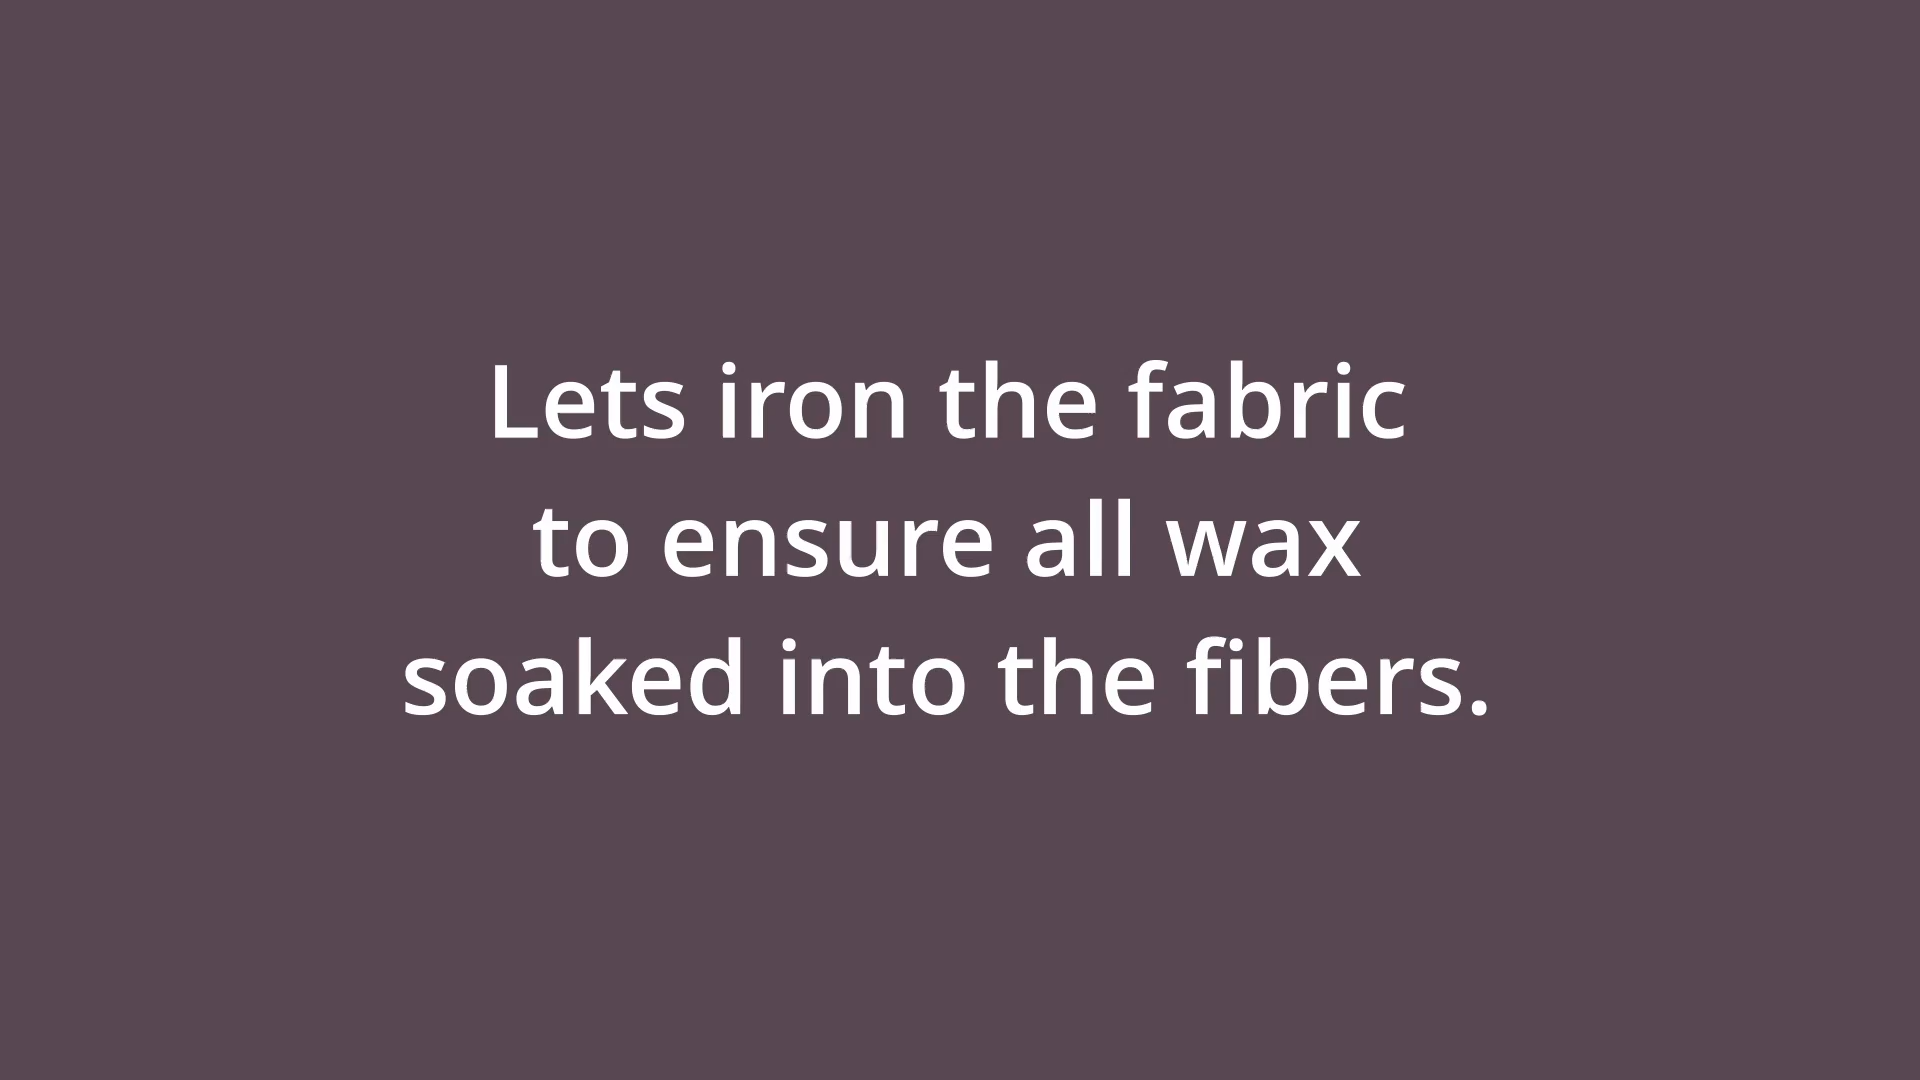 Lets iron the fabric
to ensure all wax
soaked into the fibers.